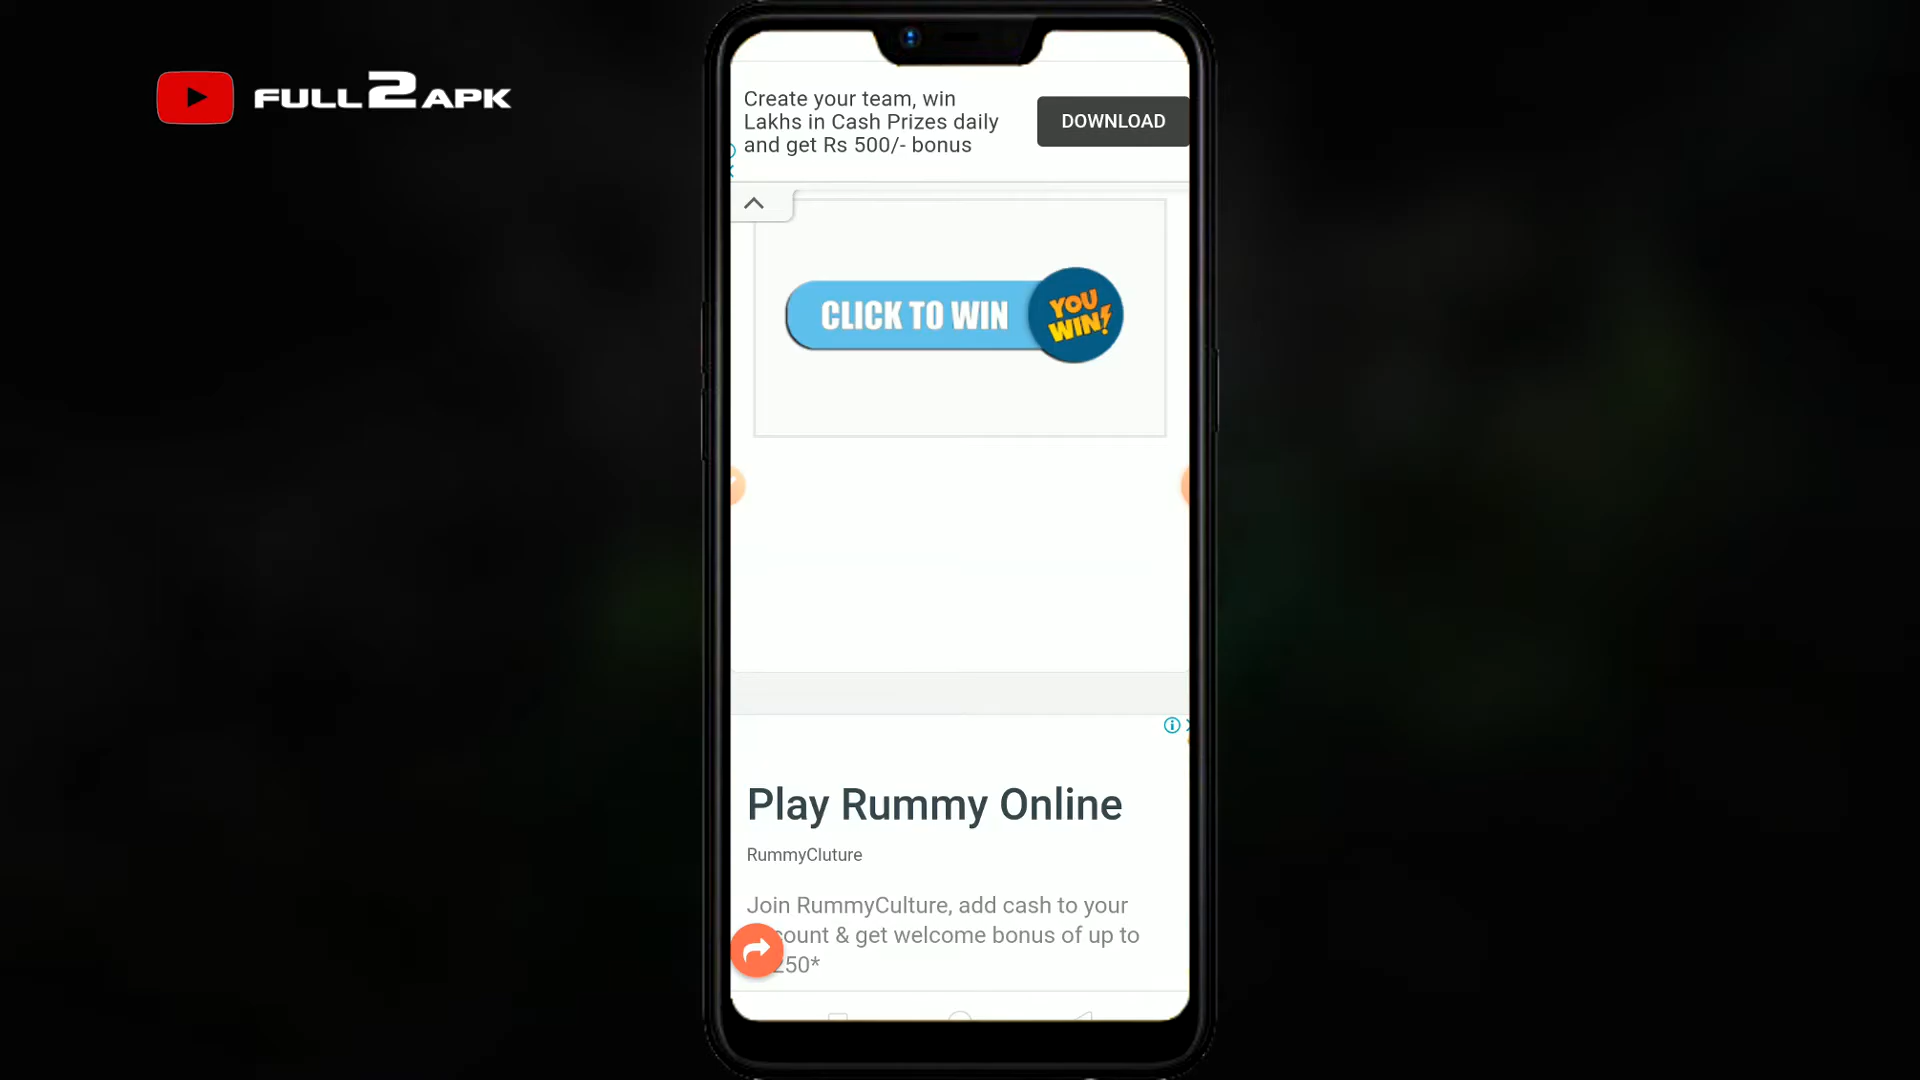 FULL2APK
Create your team, win
Lakhs in Cash Prizes daily
and get Rs 500/- bonus
DOWNLOAD
CLICK TO WIN
YOU
WIN!
Play Rummy Online
RummyCluture
Join RummyCulture, add cash to your
count & get welcome bonus of up to
250*